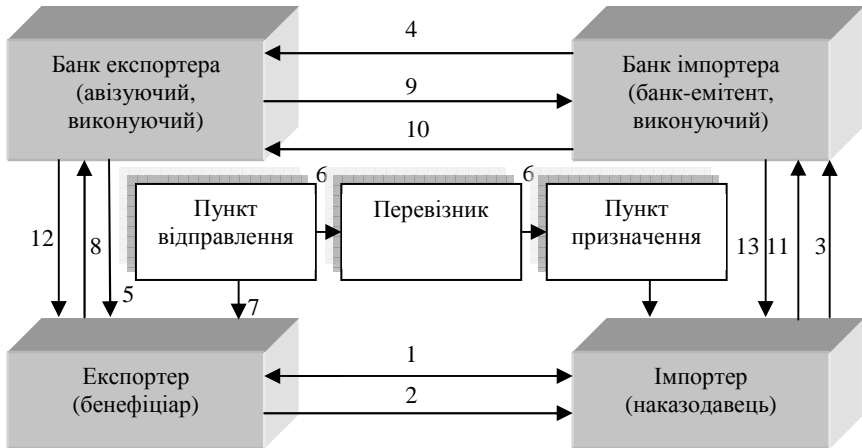 4
Банк експортера
(авізуючий,
виконуючий)
9
Банк імпортера
(банк-емітент,
виконуючий)
10
6
6
Пункт
відправлення
Перевізник
Пункт
призначення
12
8
13
11
3
5
7
Експортер
(бенефіціар)
1
2
Імпортер
(наказодавець)